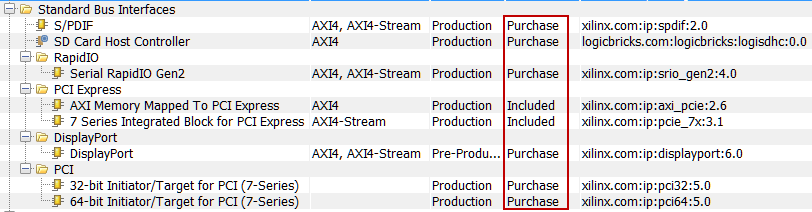 Standard Bus Interfaces
S/PDIF AXI4, AXI4-Stream Production Purchase xilinx.com:ip:spdif:2.0
SD Card Host Controller AXI4 Production Purchase logicbricks.com:logicbricks:logisdhc:0.0
RapidIO
Serial RapidIO Gen2 AXI4, AXI4-Stream Production Purchase xilinx.com:ip:srio_gen2:4.0
PCI Express
AXI Memory Mapped To PCI Express AXI4 Production Included xilinx.com:ip:axi_pcie:2.6
7 Series Integrated Block for PCI Express AXI4-Stream Production Included xilinx.com:ip:pcie_7x:3.1
DisplayPort
DisplayPort AXI4, AXI4-Stream Pre-Produ... Purchase xilinx.com:ip:displayport:6.0
PCI
32-bit Initiator/Target for PCI (7-Series) Production Purchase xilinx.com:ip:pci32:5.0
64-bit Initiator/Target for PCI (7-Series) Production Purchase xilinx.com:ip:pci64:5.0